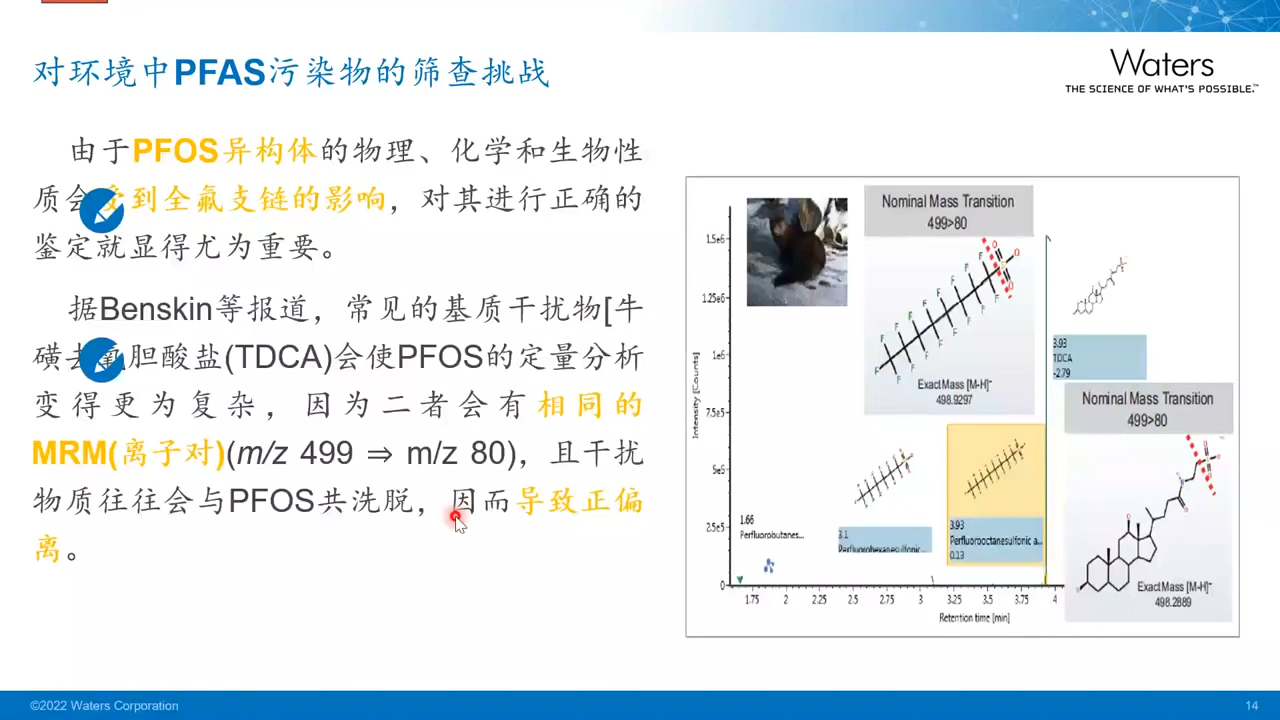 对环境中PFAS污染物的筛查挑战
Waters
THE SCIENCE OF WHAT'S POSSIBLE.™
由于PFOS异构体的物理、化学和生物性
质会受到全氟支链的影响，对其进行正确的
鉴定就显得尤为重要。
据Benskin等报道，常见的基质干扰物[牛
磺去氧胆酸盐(TDCA)会使PFOS的定量分析
变得更为复杂，因为二者会有相同的
MRM(离子对)(m/z 499 ⇒ m/z 80)，且干扰
物质往往会与PFOS共洗脱，因而导致正偏
离。
Nominal Mass Transition
499>80
Exact Mass [M-H]⁻
498.9297
3.93
TDCA
-2.79
Nominal Mass Transition
499>80
Exact Mass [M-H]⁻
498.2889
1.66
Perfluorobutanes...
3.1
Perfluorohexanesulfonic...
3.93
Perfluorooctanesulfonic a...
0.13
Intensity [Counts]
1.5e6
1.25e6
1e6
7.5e5
5e5
2.5e5
0
1.75 2 2.25 2.5 2.75 3 3.25 3.5 3.75 4
Retention time [min]
©2022 Waters Corporation
14